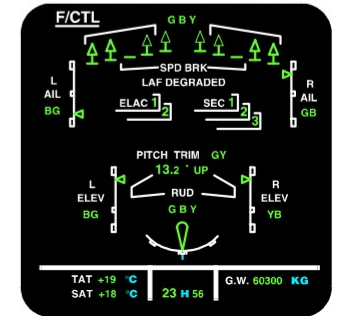 F/CTL
G B Y
SPD BRK
LAF DEGRADED
L AIL BG
ELAC 1 2
SEC 1 2 3
R AIL GB
PITCH TRIM GY
13.2 ° UP
L ELEV BG
RUD
G B Y
R ELEV YB
TAT +19 °C
G.W. 60300 KG
SAT +18 °C
23 H 56